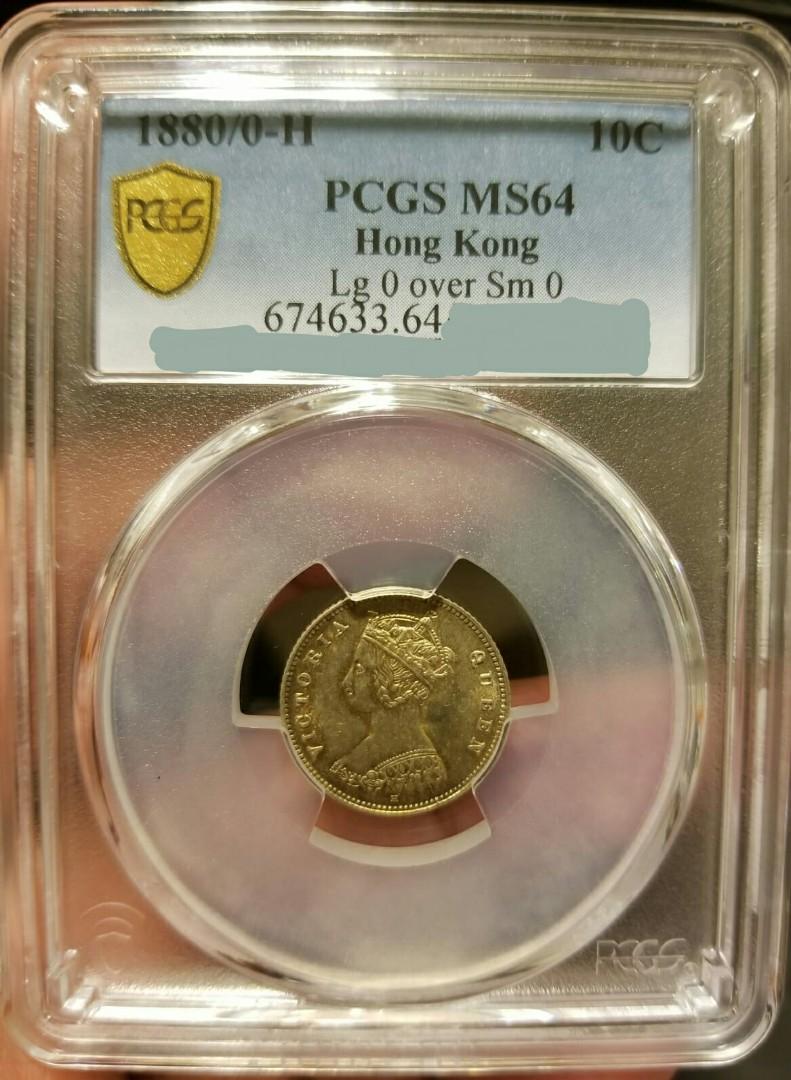 1880/0-H 10C
PCGS
PCGS MS64
Hong Kong
Lg 0 over Sm 0
674633.64
VICTORIA QUEEN
H
PCGS